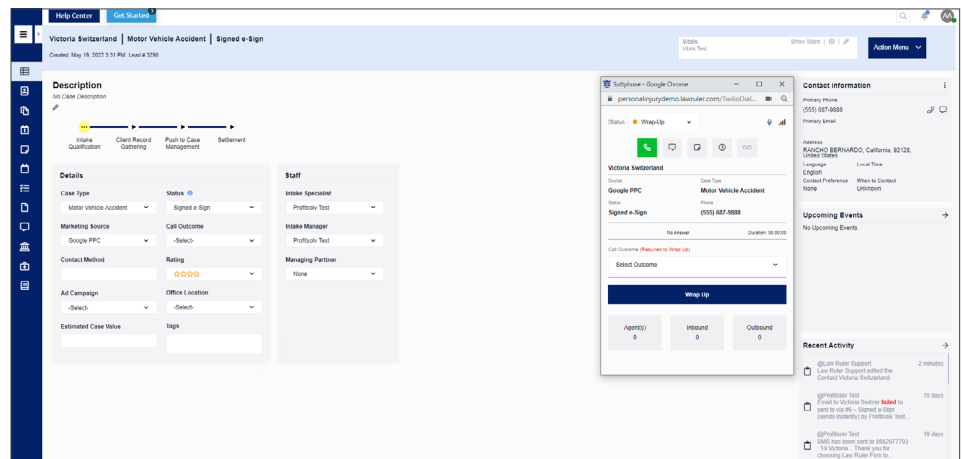 Help Center
Get Started
Victoria Switzerland | Motor Vehicle Accident | Signed e-Sign
Created: May 19, 2022 3:31 PM Lead # 3290
Vitals
Vitals Test
Show More
Action Menu
Description
No Case Description
Intake Qualification
Client Record Gathering
Push to Case Management
Settlement
Details
Case Type
Motor Vehicle Accident
Status
Signed e-Sign
Marketing Source
Google PPC
Call Outcome
-Select-
Contact Method
Rating
Ad Campaign
-Select-
Office Location
-Select-
Estimated Case Value
Tags
Staff
Intake Specialist
Profitsolv Test
Intake Manager
Profitsolv Test
Managing Partner
None
Softphone - Google Chrome
personalinjurydemo.lawruler.com/TwilioDial...
Status
Wrap-Up
Victoria Switzerland
Source
Google PPC
Case Type
Motor Vehicle Accident
Status
Signed e-Sign
Phone
(555) 687-9888
No Answer
Duration: 00:00:00
Call Outcome (Required to Wrap Up)
Select Outcome
Wrap Up
Agent(s)
0
Inbound
0
Outbound
0
Contact Information
Primary Phone
(555) 687-9888
Primary Email
Address
RANCHO BERNARDO, California, 92128,
United States
Language
English
Local Time
Contact Preference
None
When to Contact
Unknown
Upcoming Events
No Upcoming Events
Recent Activity
@Law Ruler Support
2 minutes
Law Ruler Support edited the
Contact Victoria Switzerland
@Profitsolv Test
19 days
Email to Victoria Switzer failed to
sent to via #6 – Signed e-Sign
(sends instantly) by Profitsolv Test...
@Profitsolv Test
19 days
SMS has been sent to 8582077793
Victoria... Thank you for
choosing Law Ruler Firm to...